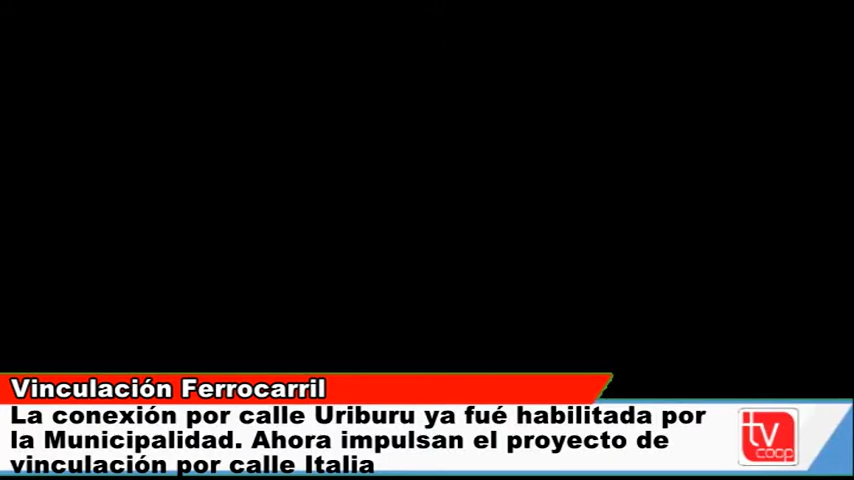 Vinculación Ferrocarril
La conexión por calle Uriburu ya fué habilitada por
la Municipalidad. Ahora impulsan el proyecto de
vinculación por calle Italia
tv
coop